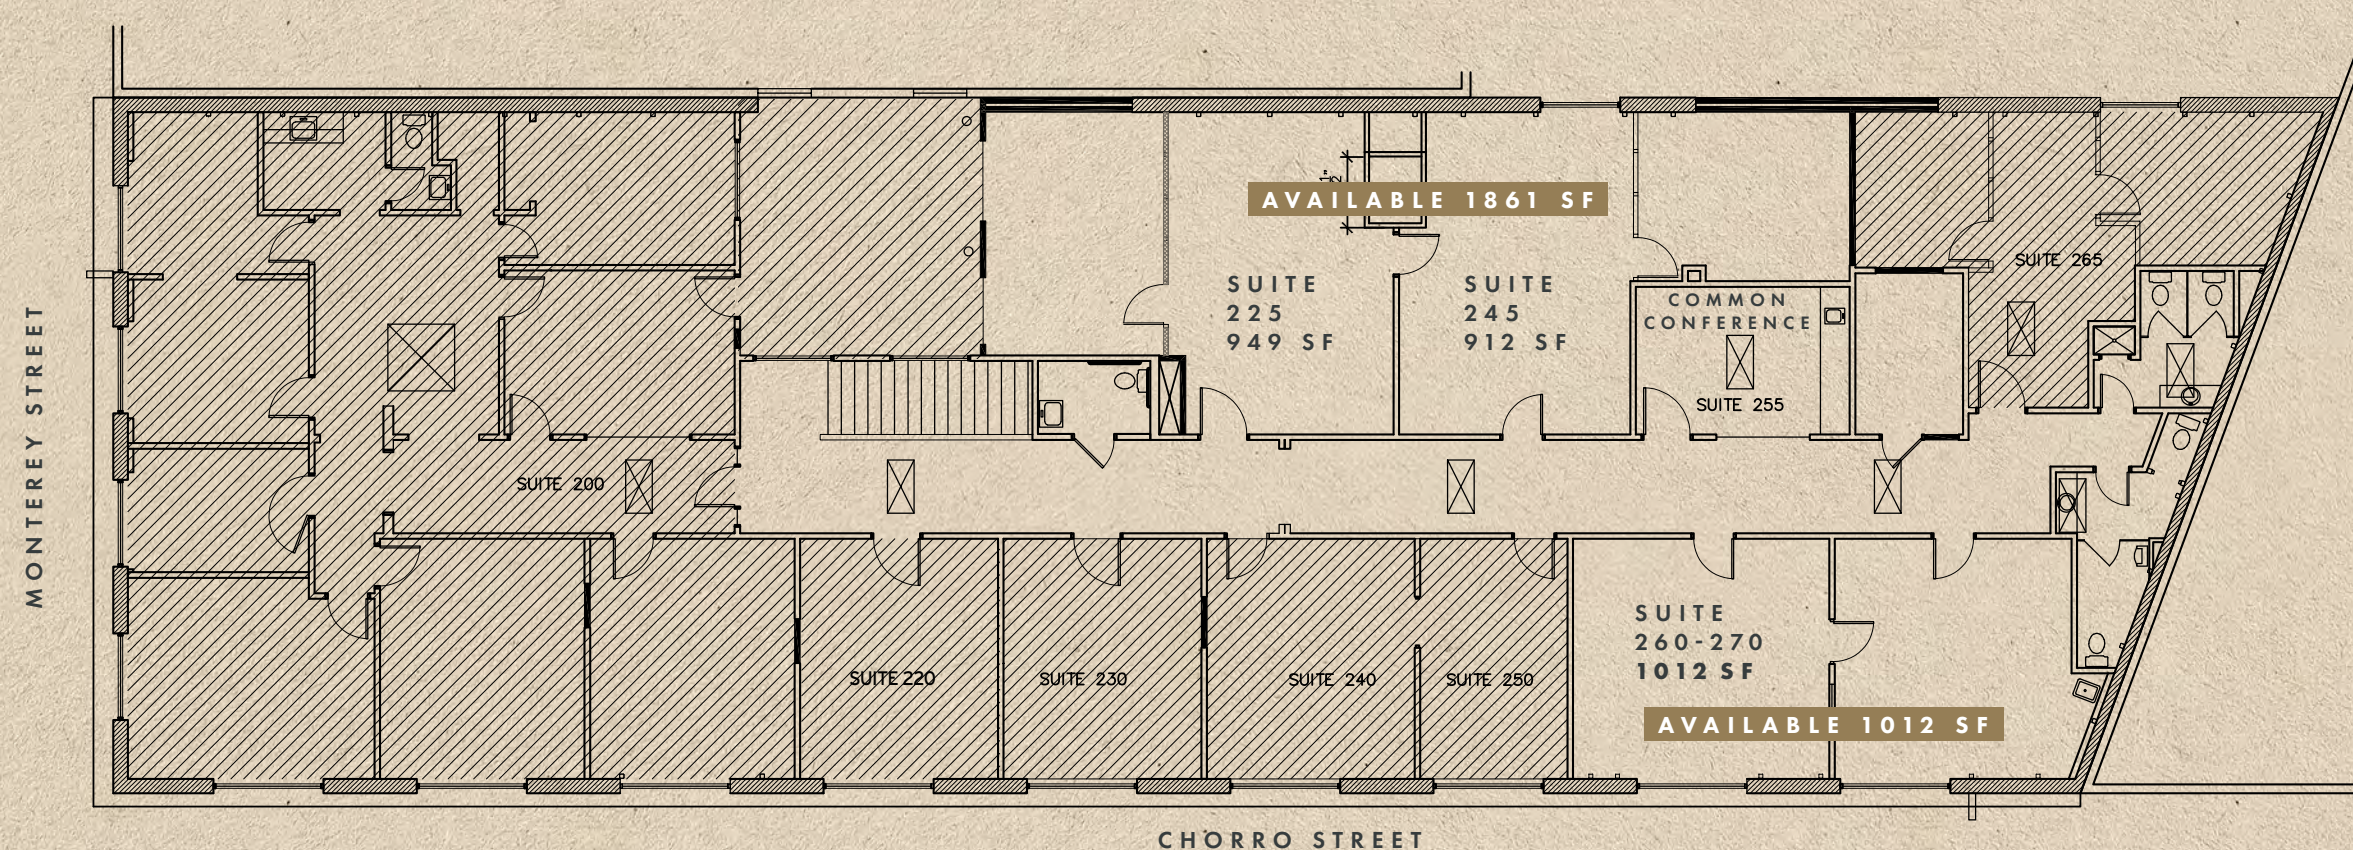 AVAILABLE 1861 SF
SUITE
225
949 SF
SUITE
245
912 SF
COMMON
CONFERENCE
SUITE 255
SUITE 265
MONTEREY STREET
SUITE 200
SUITE 220
SUITE 230
SUITE 240
SUITE 250
SUITE
260-270
1012 SF
AVAILABLE 1012 SF
CHORRO STREET